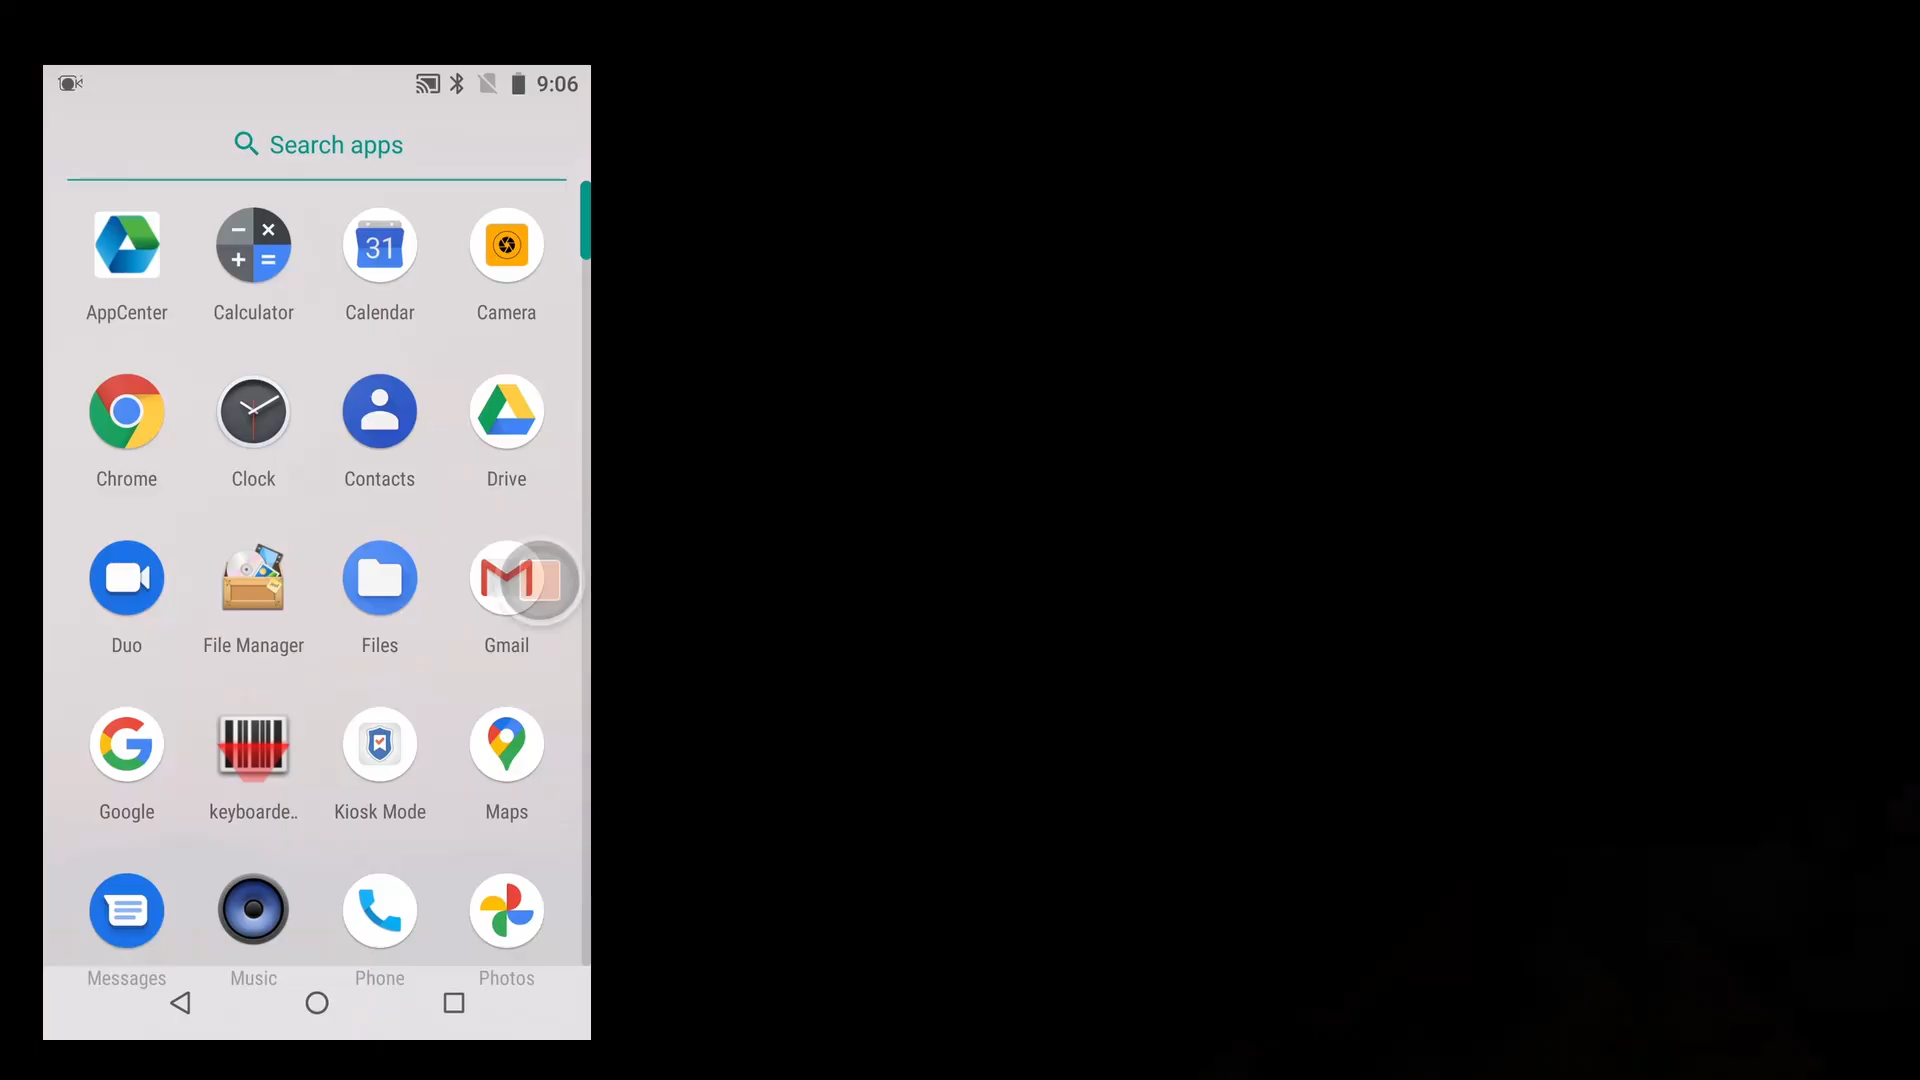 9:06
Search apps
31
AppCenter Calculator Calendar Camera
Chrome Clock Contacts Drive
Duo File Manager Files Gmail
Google keyboarde.. Kiosk Mode Maps
Messages Music Phone Photos